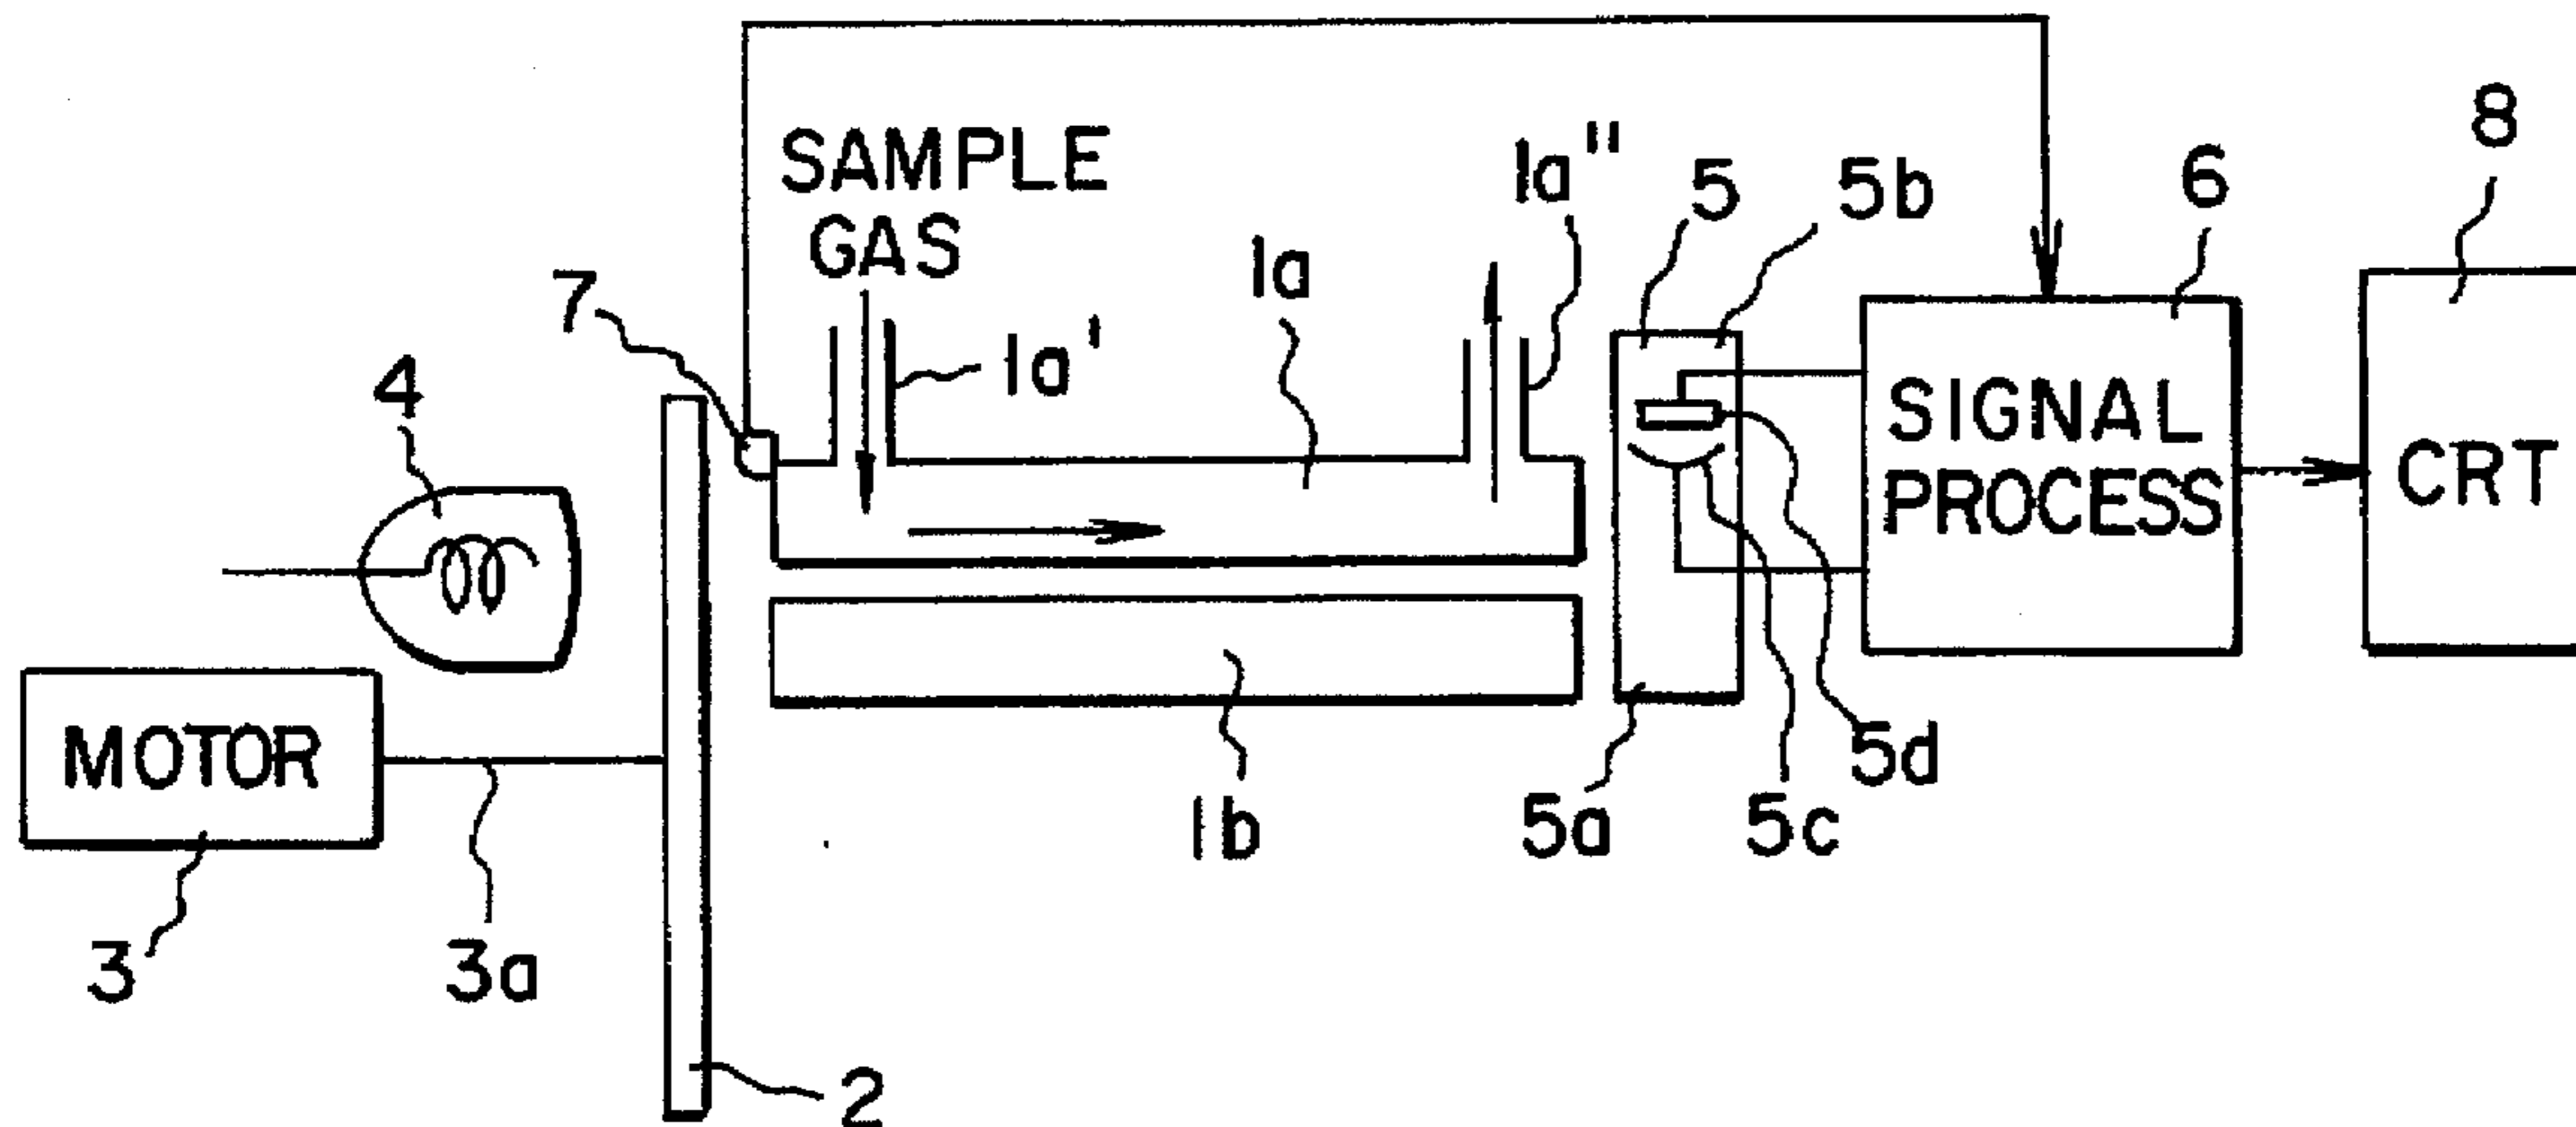 SAMPLE
GAS
1a"
5
5b
6
8
7
1a
1a'
4
SIGNAL
PROCESS
CRT
MOTOR
1b
5a
5c
5d
3
3a
2